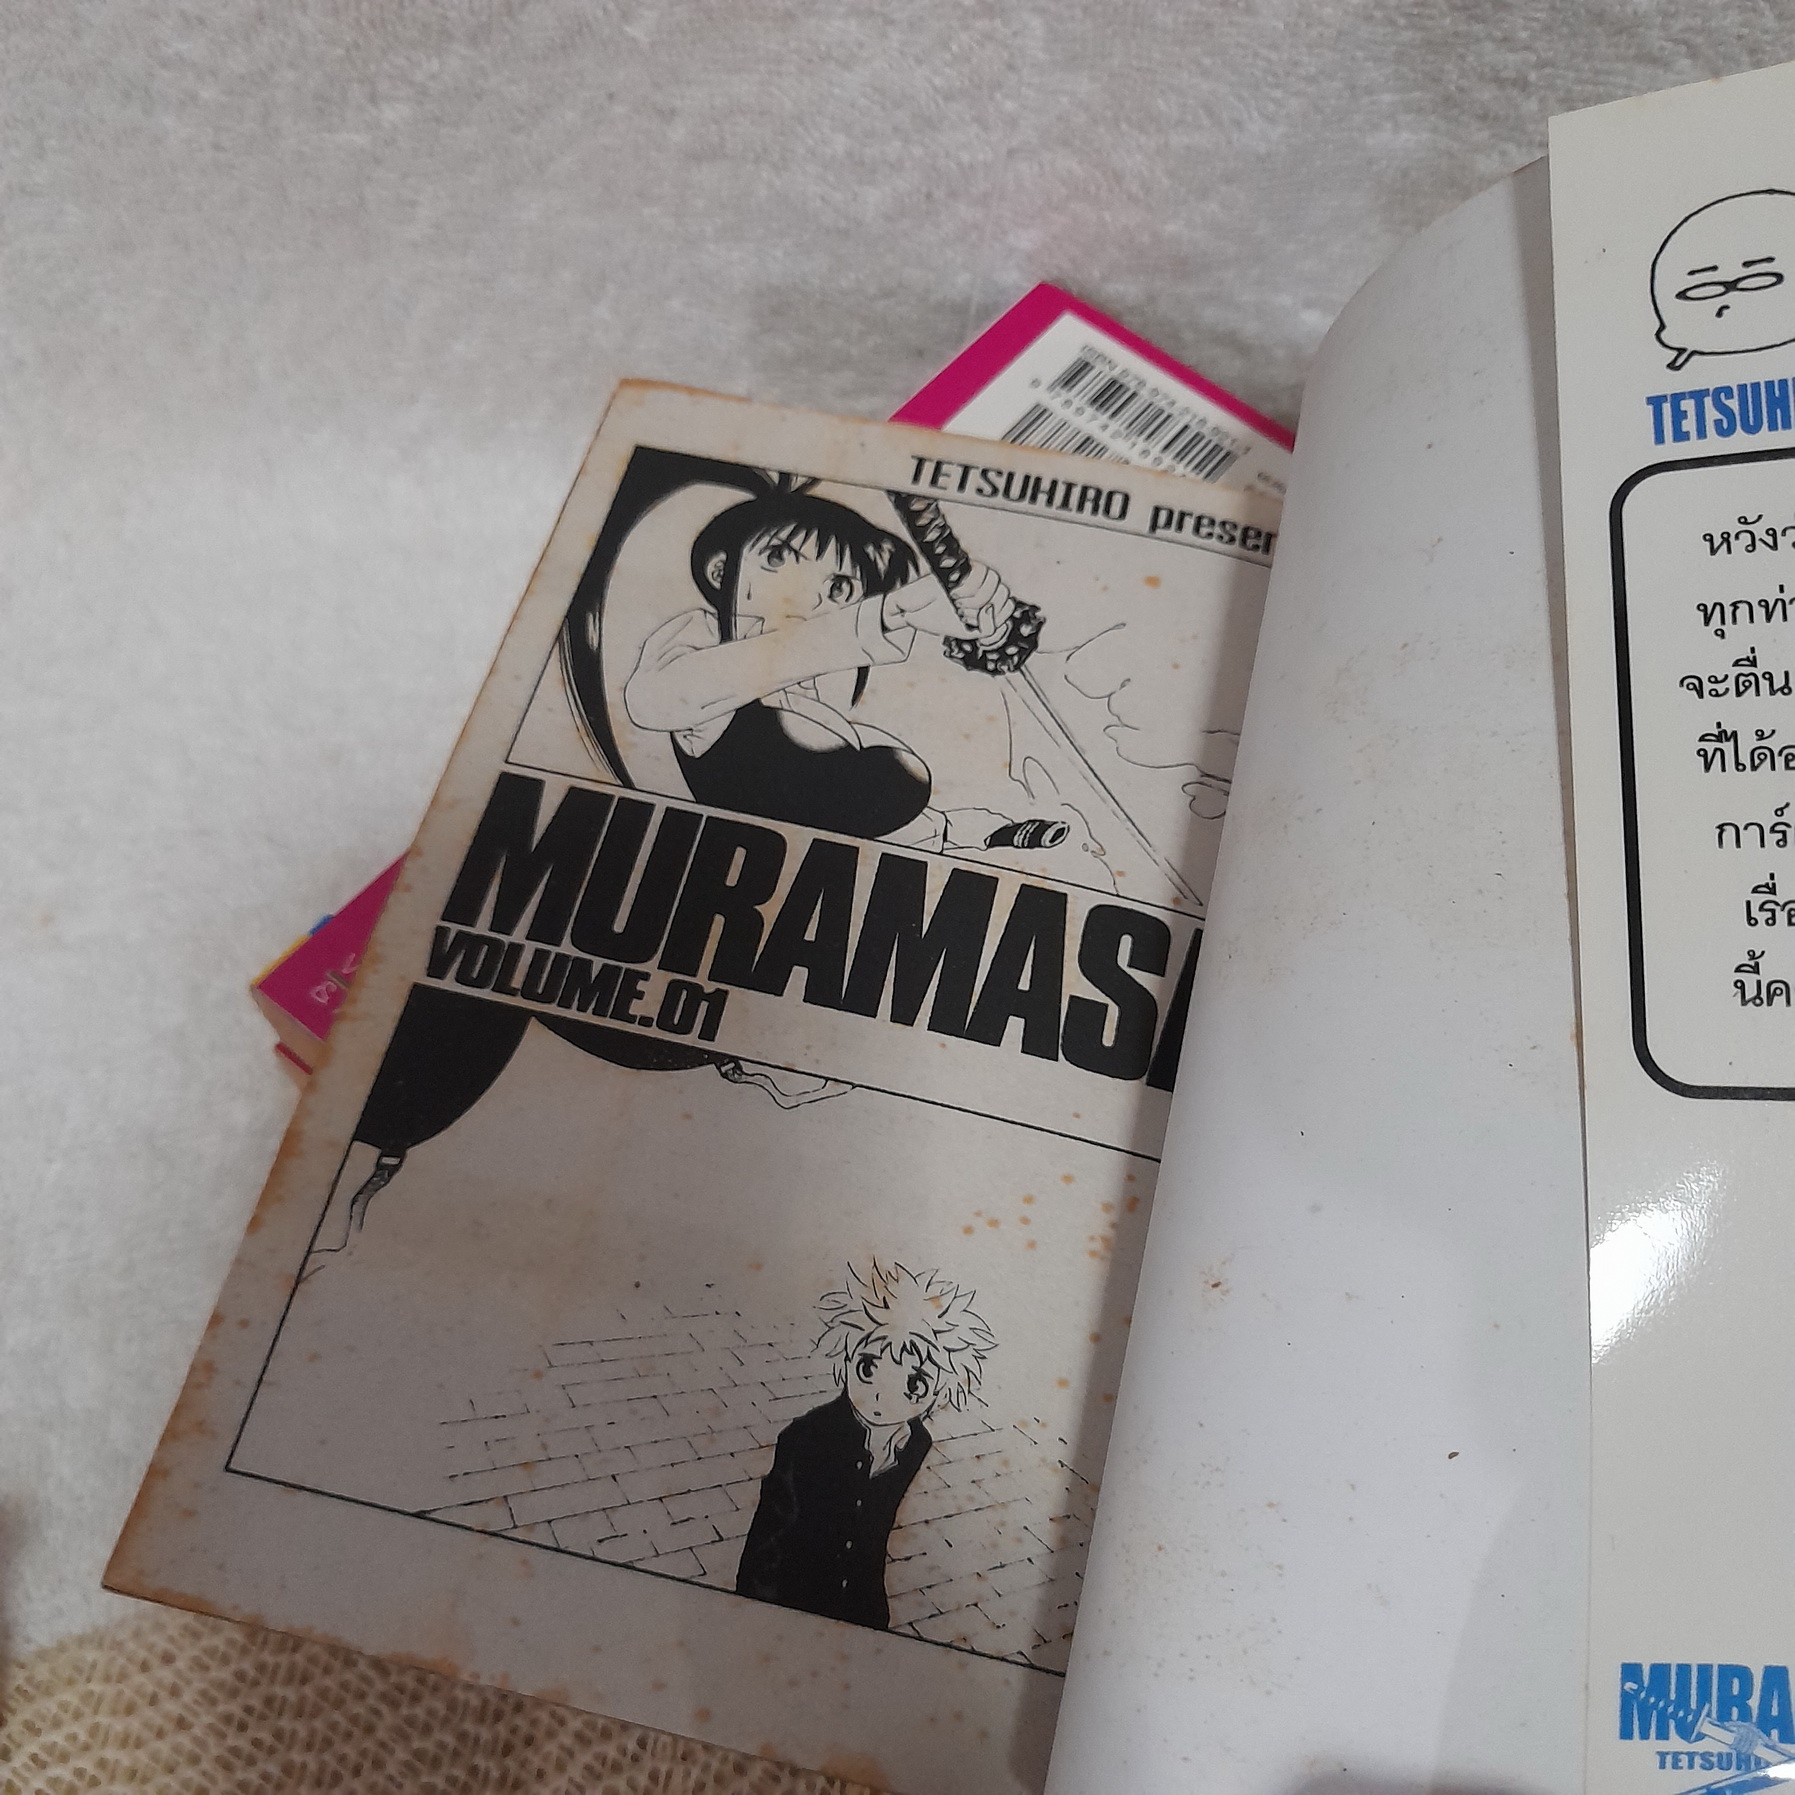 TETSUHIRO presen
MURAMASA
VOLUME.01
TETSUHI
หวังว
ทุกท่า
จะตื่น
ที่ได้อ
การ์
เรื่อ
นี้ค
MURA
TETSUHI